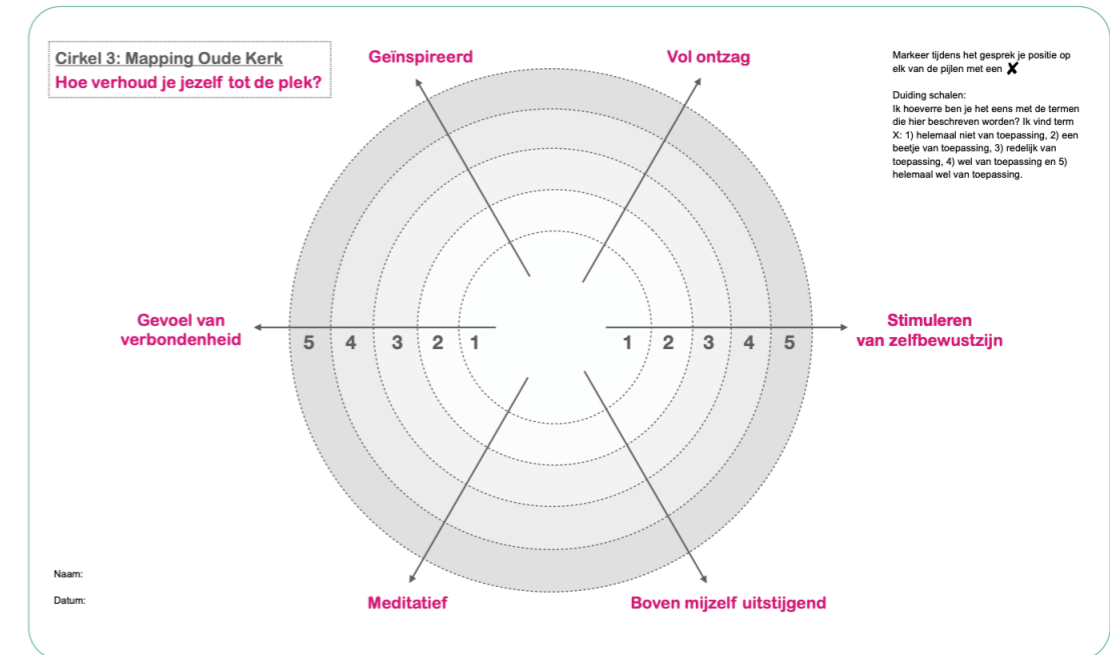 Cirkel 3: Mapping Oude Kerk
Hoe verhoud je jezelf tot de plek?
Geïnspireerd
Vol ontzag
Markeer tijdens het gesprek je positie op
elk van de pijlen met een ✗
Duiding schalen:
Ik hoeverre ben je het eens met de termen
die hier beschreven worden? Ik vind term
X: 1) helemaal niet van toepassing, 2) een
beetje van toepassing, 3) redelijk van
toepassing, 4) wel van toepassing en 5)
helemaal wel van toepassing.
Gevoel van
verbondenheid
5 4 3 2 1
1 2 3 4 5
Stimuleren
van zelfbewustzijn
Meditatief
Boven mijzelf uitstijgend
Naam:
Datum: